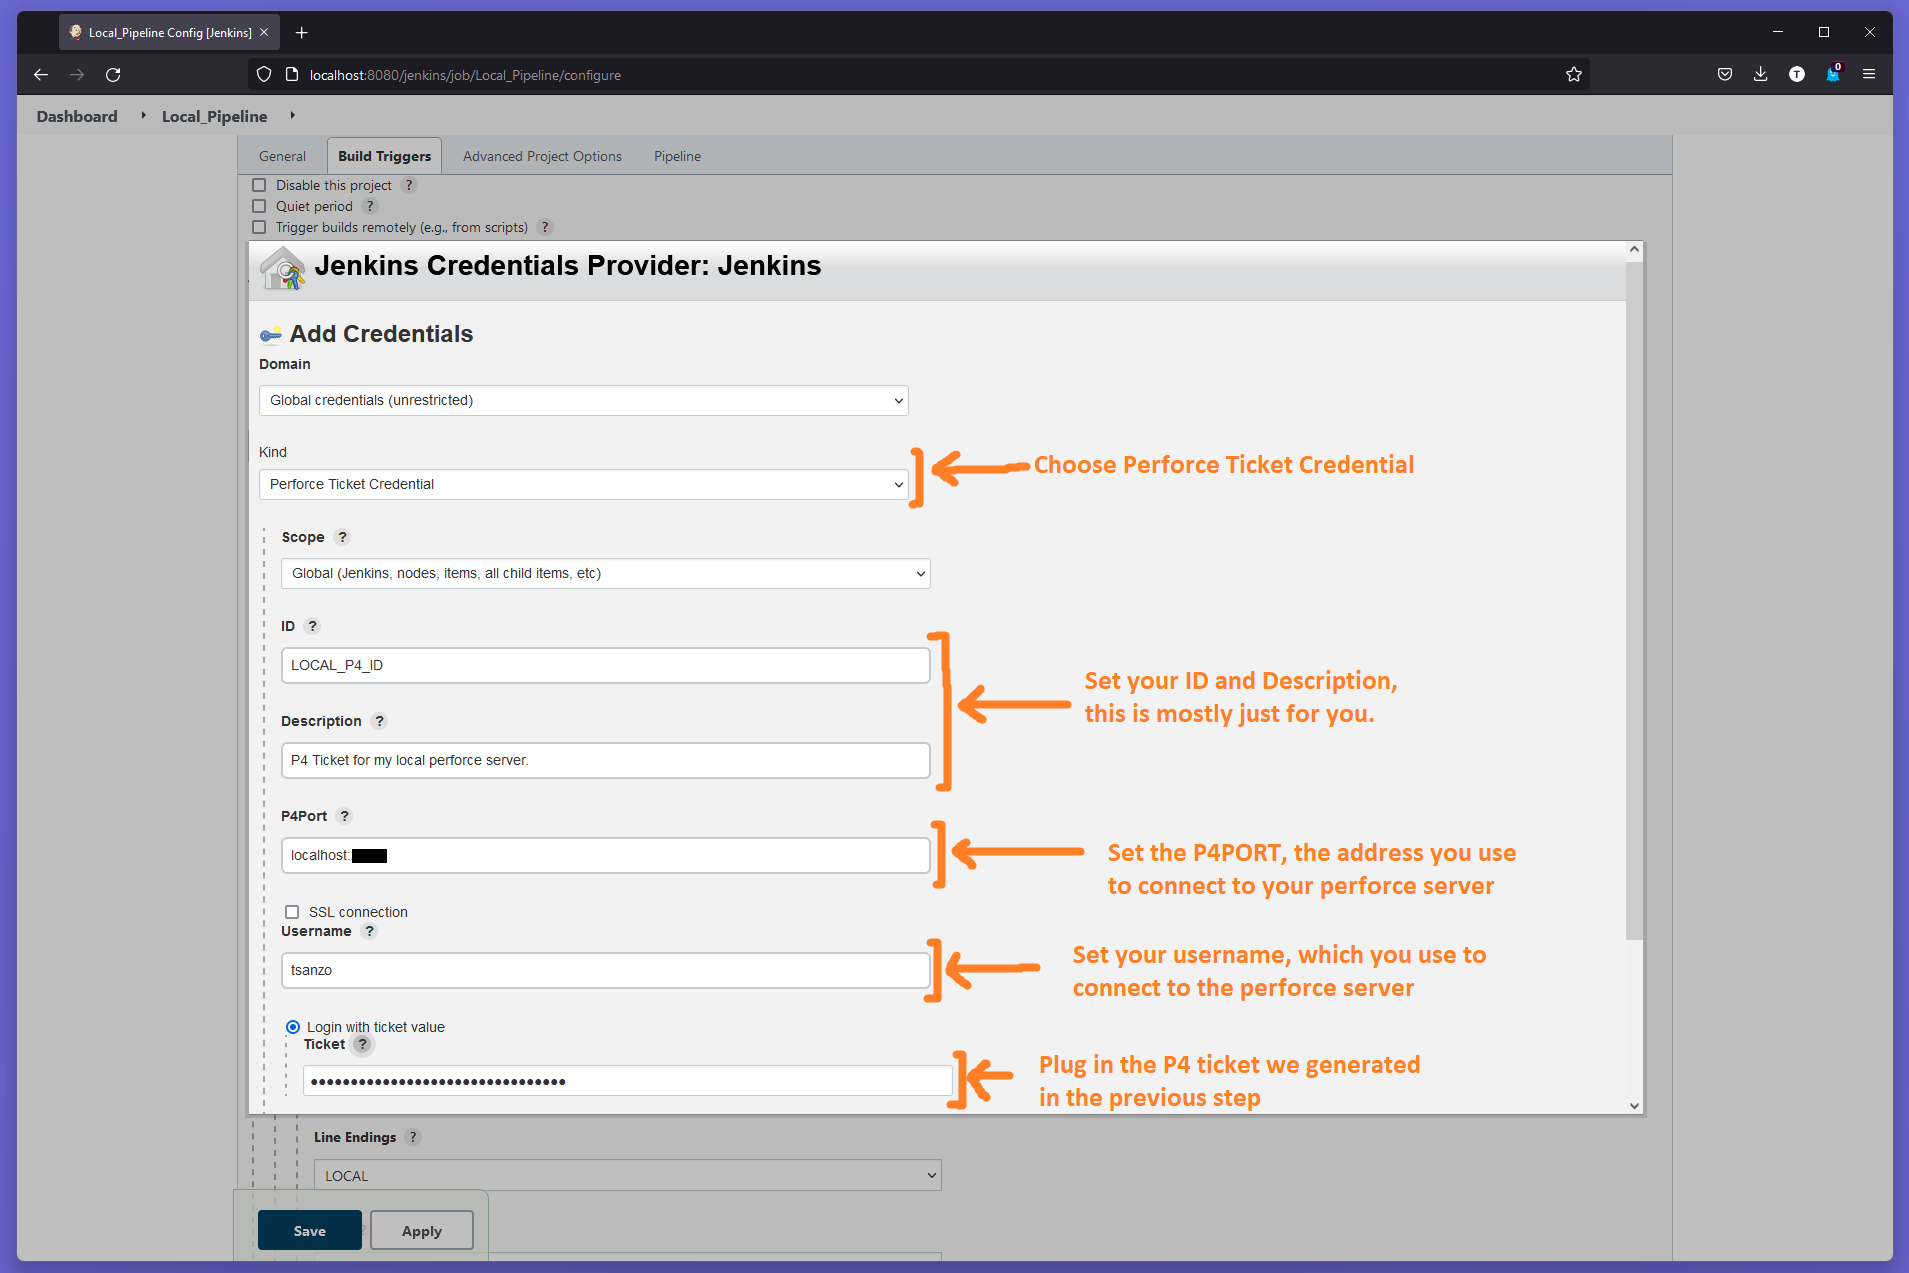 Local_Pipeline Config [Jenkins]
localhost:8080/jenkins/job/Local_Pipeline/configure
T
0
Dashboard
Local_Pipeline
General
Build Triggers
Advanced Project Options
Pipeline
Disable this project ?
Quiet period ?
Trigger builds remotely (e.g., from scripts) ?
Jenkins Credentials Provider: Jenkins
Add Credentials
Domain
Global credentials (unrestricted)
Kind
Perforce Ticket Credential
Choose Perforce Ticket Credential
Scope ?
Global (Jenkins, nodes, items, all child items, etc)
ID ?
LOCAL_P4_ID
Set your ID and Description,
this is mostly just for you.
Description ?
P4 Ticket for my local perforce server.
P4Port ?
localhost:
Set the P4PORT, the address you use
to connect to your perforce server
SSL connection
Username ?
tsanzo
Set your username, which you use to
connect to the perforce server
Login with ticket value
Ticket ?
••••••••••••••••••••••••••••••••
Plug in the P4 ticket we generated
in the previous step
Line Endings ?
LOCAL
Save
Apply